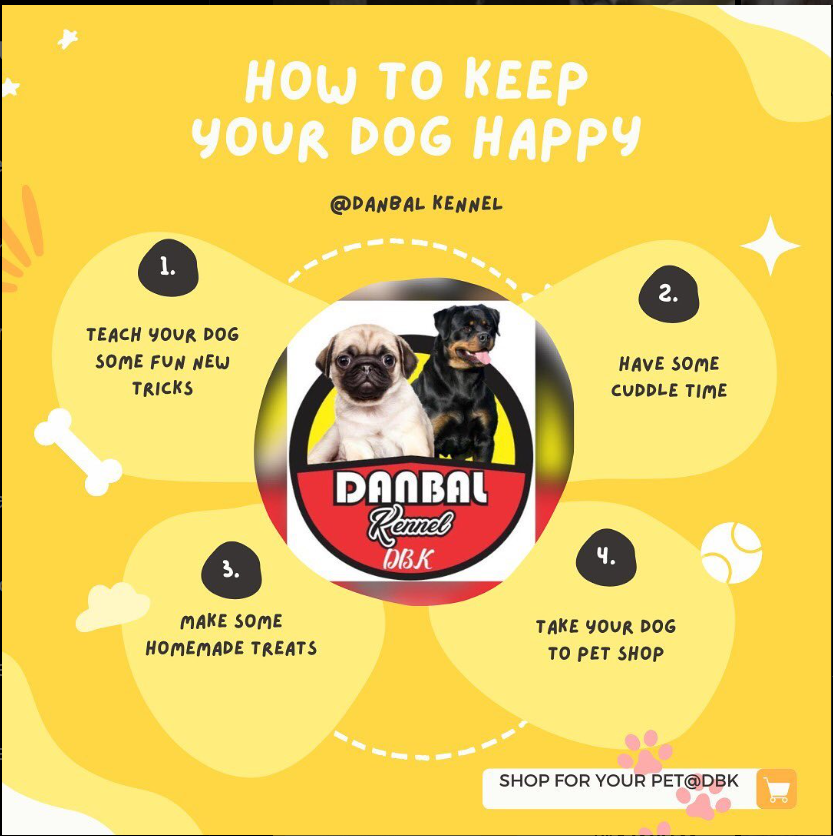 HOW TO KEEP
YOUR DOG HAPPY
@DANBAL KENNEL
1.
TEACH YOUR DOG
SOME FUN NEW
TRICKS
2.
HAVE SOME
CUDDLE TIME
DANBAL
Kennel
DBK
3.
MAKE SOME
HOMEMADE TREATS
4.
TAKE YOUR DOG
TO PET SHOP
SHOP FOR YOUR PET@DBK